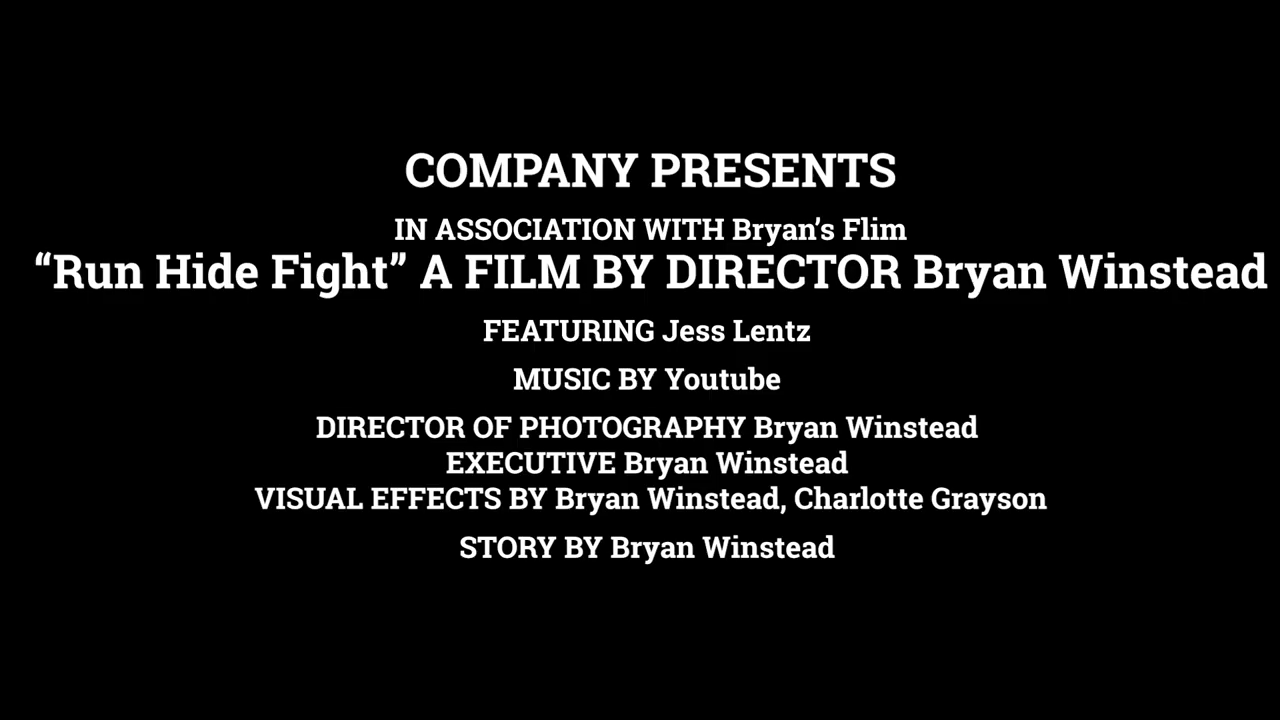 COMPANY PRESENTS
IN ASSOCIATION WITH Bryan’s Flim
“Run Hide Fight” A FILM BY DIRECTOR Bryan Winstead
FEATURING Jess Lentz
MUSIC BY Youtube
DIRECTOR OF PHOTOGRAPHY Bryan Winstead
EXECUTIVE Bryan Winstead
VISUAL EFFECTS BY Bryan Winstead, Charlotte Grayson
STORY BY Bryan Winstead